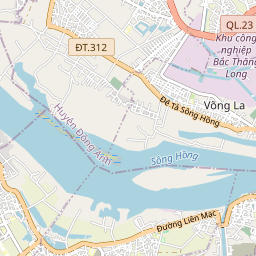 QL.23
Khu công
nghiệp
Bắc Thăng
Long
ĐT.312
Võng La
Đê Tả Sông Hồng
Huyện Đông Anh
Sông Hồng
Đường Liên Mạc